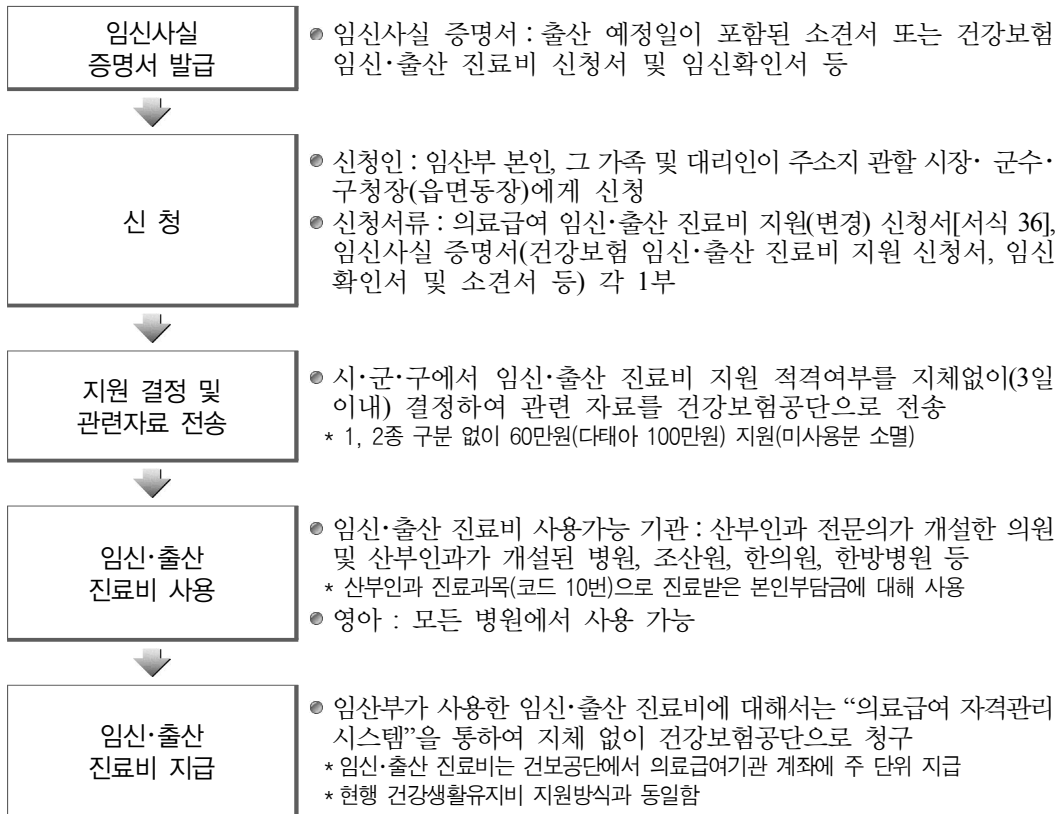 임신사실
증명서 발급
임신사실 증명서 : 출산 예정일이 포함된 소견서 또는 건강보험
임신·출산 진료비 신청서 및 임신확인서 등
신 청
신청인 : 임산부 본인, 그 가족 및 대리인이 주소지 관할 시장· 군수·
구청장(읍면동장)에게 신청
신청서류 : 의료급여 임신·출산 진료비 지원(변경) 신청서[서식 36],
임신사실 증명서(건강보험 임신·출산 진료비 지원 신청서, 임신
확인서 및 소견서 등) 각 1부
지원 결정 및
관련자료 전송
시·군·구에서 임신·출산 진료비 지원 적격여부를 지체없이(3일
이내) 결정하여 관련 자료를 건강보험공단으로 전송
* 1, 2종 구분 없이 60만원(다태아 100만원) 지원(미사용분 소멸)
임신·출산
진료비 사용
임신·출산 진료비 사용가능 기관 : 산부인과 전문의가 개설한 의원
및 산부인과가 개설된 병원, 조산원, 한의원, 한방병원 등
* 산부인과 진료과목(코드 10번)으로 진료받은 본인부담금에 대해 사용
영아 : 모든 병원에서 사용 가능
임신·출산
진료비 지급
임산부가 사용한 임신·출산 진료비에 대해서는 “의료급여 자격관리
시스템”을 통하여 지체 없이 건강보험공단으로 청구
* 임신·출산 진료비는 건보공단에서 의료급여기관 계좌에 주 단위 지급
* 현행 건강생활유지비 지원방식과 동일함